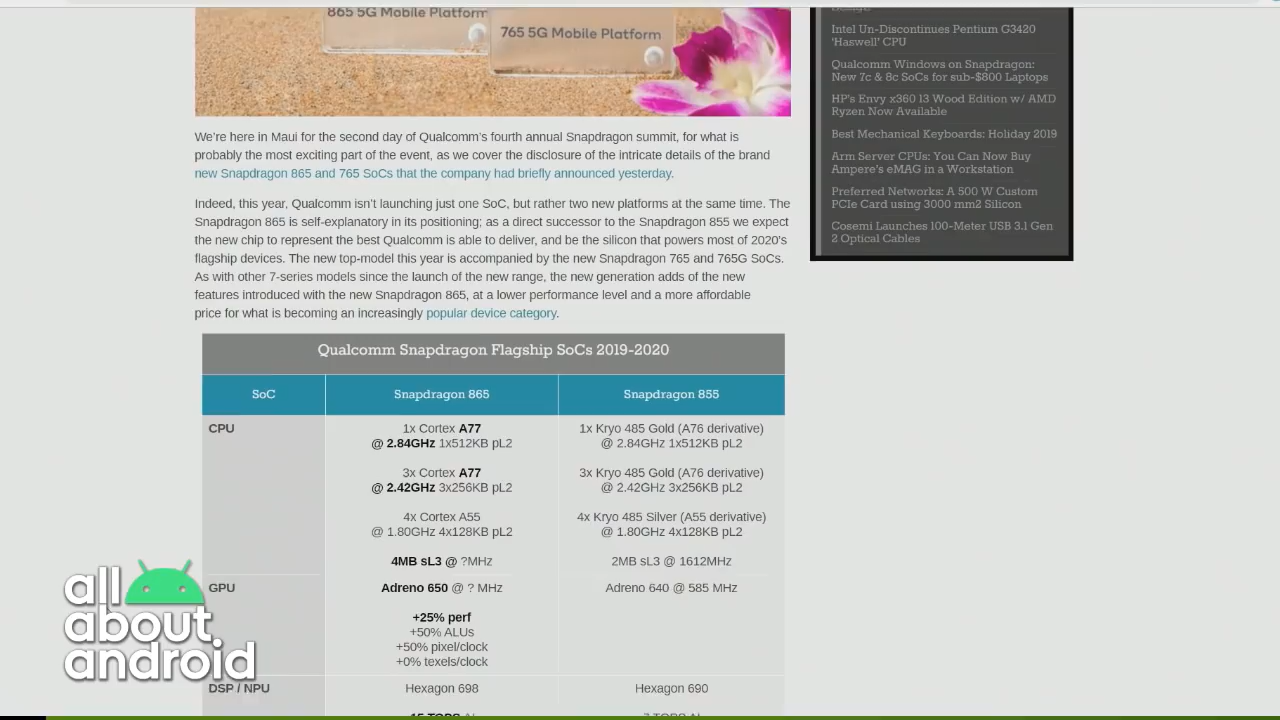 865 5G Mobile Platform
765 5G Mobile Platform
We're here in Maui for the second day of Qualcomm's fourth annual Snapdragon summit, for what is
probably the most exciting part of the event, as we cover the disclosure of the intricate details of the brand
new Snapdragon 865 and 765 SoCs that the company had briefly announced yesterday.
Indeed, this year, Qualcomm isn't launching just one SoC, but rather two new platforms at the same time. The
Snapdragon 865 is self-explanatory in its positioning; as a direct successor to the Snapdragon 855 we expect
the new chip to represent the best Qualcomm is able to deliver, and be the silicon that powers most of 2020's
flagship devices. The new top-model this year is accompanied by the new Snapdragon 765 and 765G SoCs.
As with other 7-series models since the launch of the new range, the new generation adds of the new
features introduced with the new Snapdragon 865, at a lower performance level and a more affordable
price for what is becoming an increasingly popular device category.
Qualcomm Snapdragon Flagship SoCs 2019-2020
SoC
Snapdragon 865
Snapdragon 855
CPU
1x Cortex A77
@ 2.84GHz 1x512KB pL2
3x Cortex A77
@ 2.42GHz 3x256KB pL2
4x Cortex A55
@ 1.80GHz 4x128KB pL2
4MB sL3 @ ?MHz
1x Kryo 485 Gold (A76 derivative)
@ 2.84GHz 1x512KB pL2
3x Kryo 485 Gold (A76 derivative)
@ 2.42GHz 3x256KB pL2
4x Kryo 485 Silver (A55 derivative)
@ 1.80GHz 4x128KB pL2
2MB sL3 @ 1612MHz
GPU
Adreno 650 @ ? MHz
+25% perf
+50% ALUs
+50% pixel/clock
+0% texels/clock
Adreno 640 @ 585 MHz
DSP / NPU
Hexagon 698
Hexagon 690
Intel Un-Discontinues Pentium G3420
'Haswell' CPU
Qualcomm Windows on Snapdragon:
New 7c & 8c SoCs for sub-$800 Laptops
HP's Envy x360 13 Wood Edition w/ AMD
Ryzen Now Available
Best Mechanical Keyboards: Holiday 2019
Arm Server CPUs: You Can Now Buy
Ampere's eMAG in a Workstation
Preferred Networks: A 500 W Custom
PCIe Card using 3000 mm2 Silicon
Cosemi Launches 100-Meter USB 3.1 Gen
2 Optical Cables
all
about
android